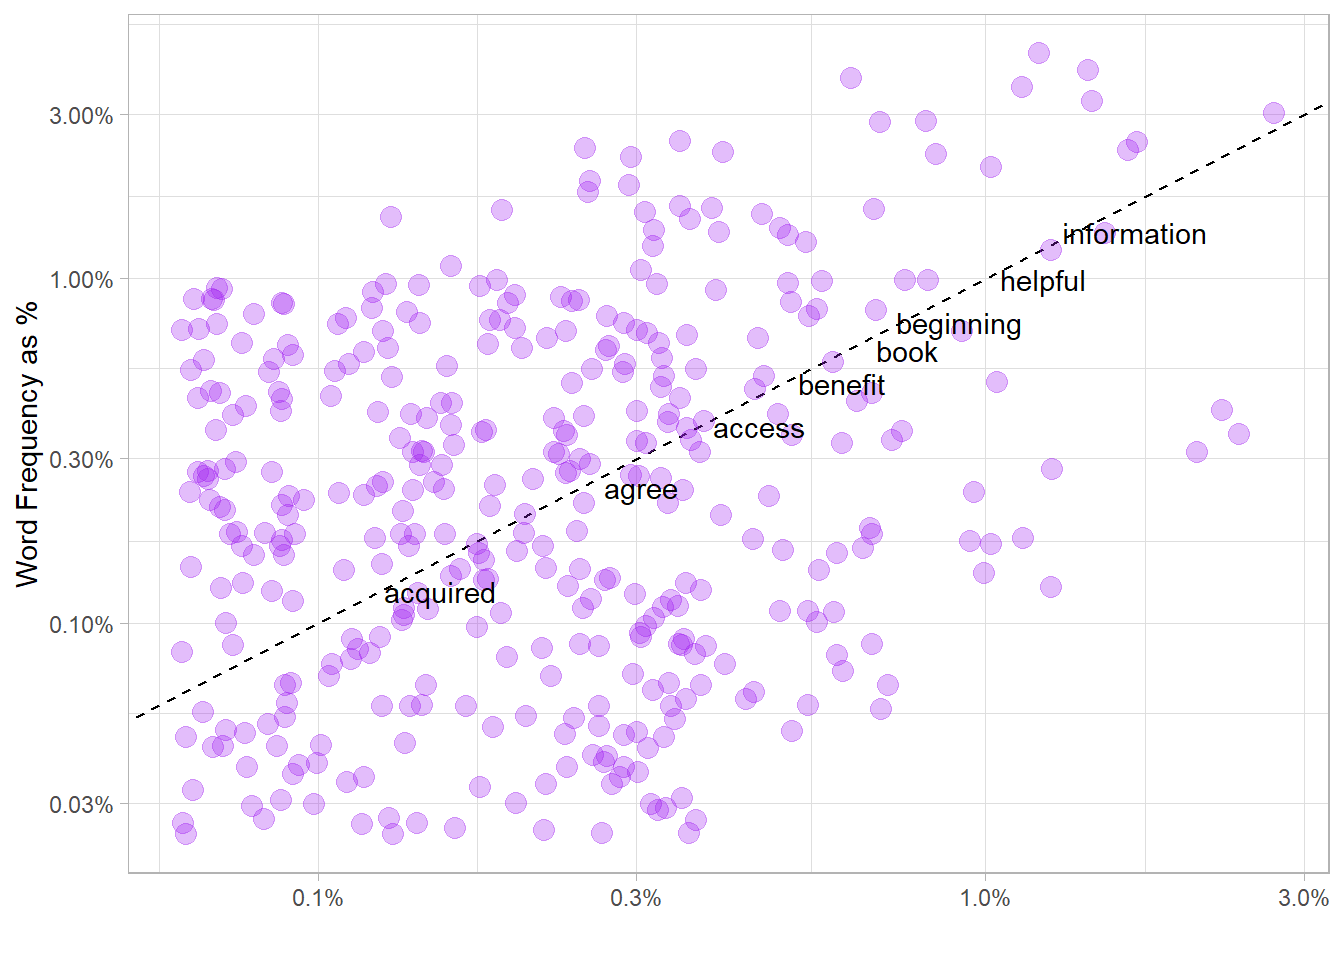 Word Frequency as %
3.00%
1.00%
0.30%
0.10%
0.03%
information
helpful
beginning
book
benefit
access
agree
acquired
0.1%
0.3%
1.0%
3.0%